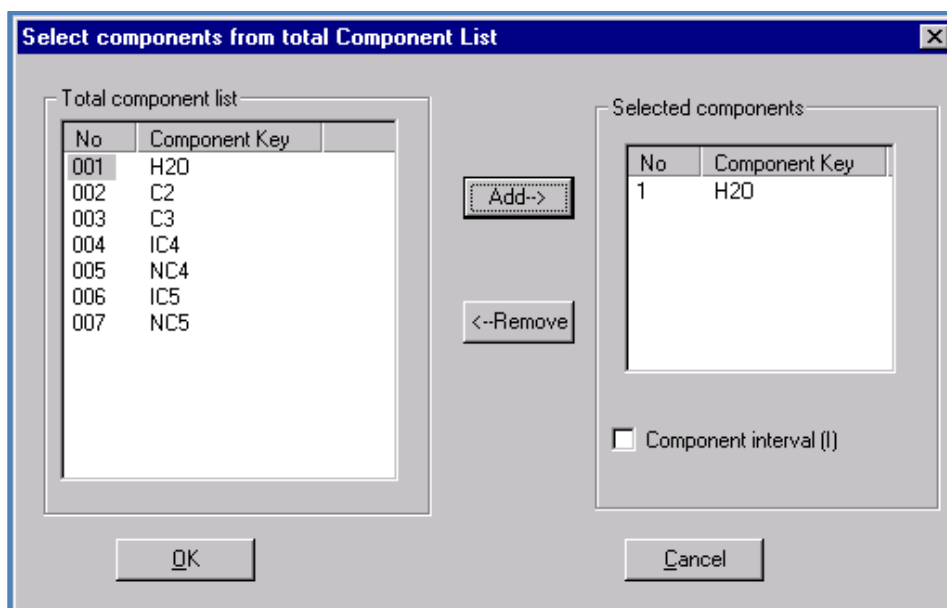 Select components from total Component List
Total component list
No Component Key
001 H2O
002 C2
003 C3
004 IC4
005 NC4
006 IC5
007 NC5
Add-->
<--Remove
Selected components
No Component Key
1 H2O
Component interval (I)
OK
Cancel